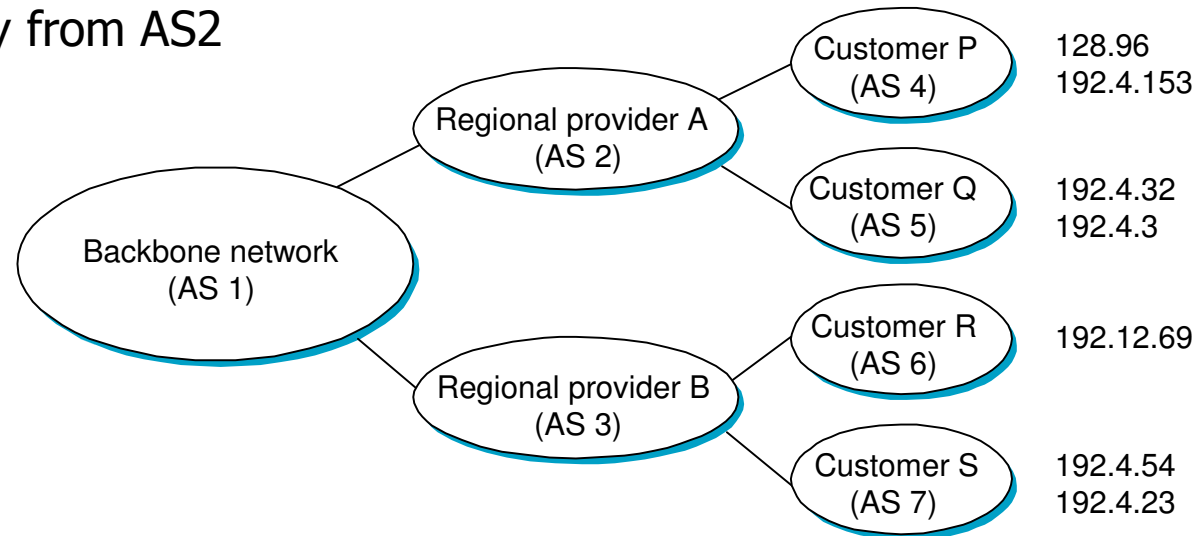 from AS2
Customer P
(AS 4)
128.96
192.4.153
Regional provider A
(AS 2)
Customer Q
(AS 5)
192.4.32
192.4.3
Backbone network
(AS 1)
Customer R
(AS 6)
192.12.69
Regional provider B
(AS 3)
Customer S
(AS 7)
192.4.54
192.4.23